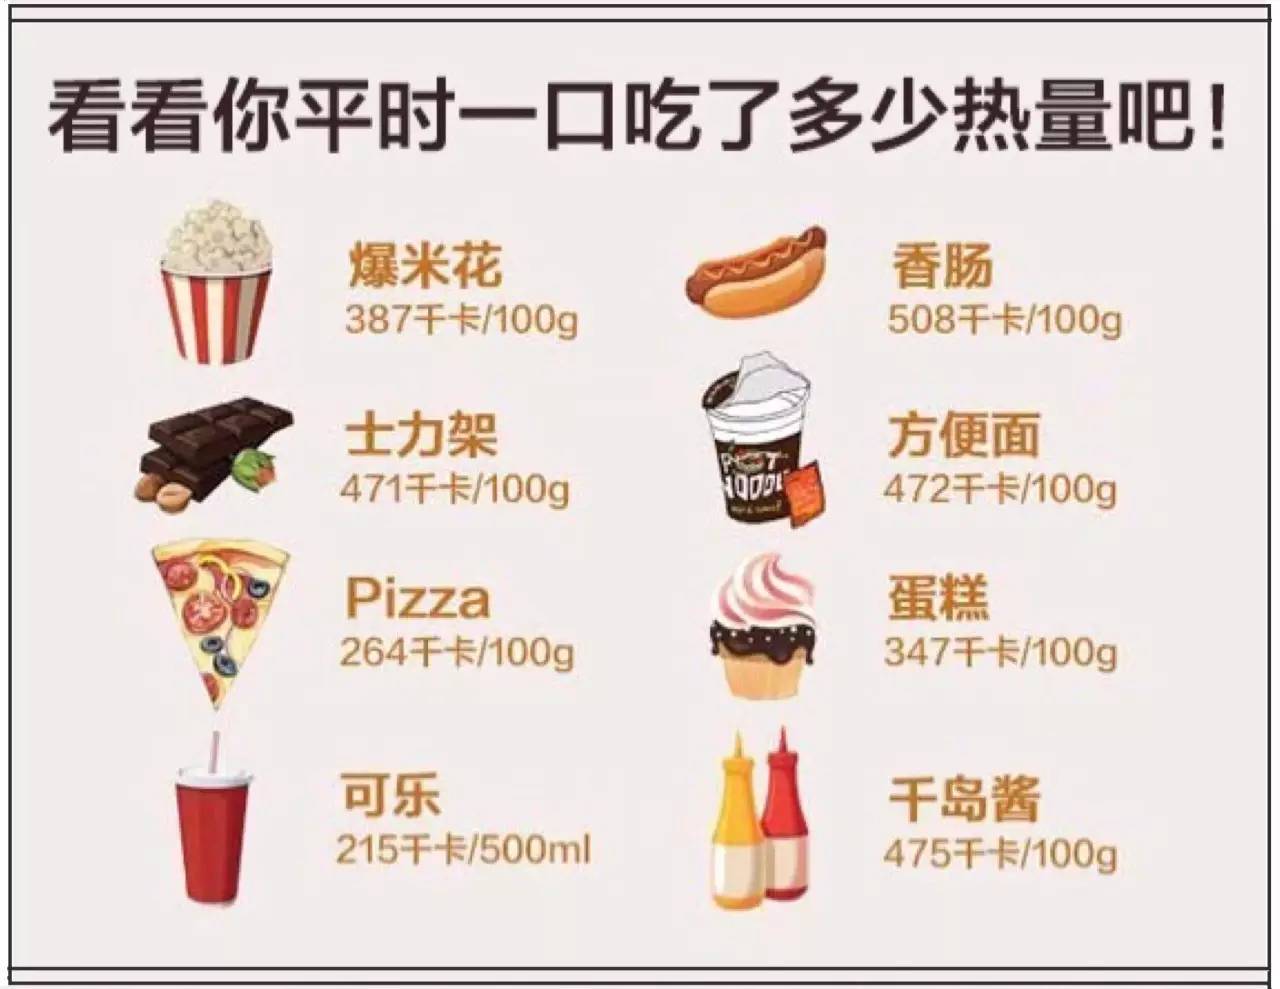 看看你平时一口吃了多少热量吧！
爆米花
387千卡/100g
香肠
508千卡/100g
士力架
471千卡/100g
方便面
472千卡/100g
Pizza
264千卡/100g
蛋糕
347千卡/100g
可乐
215千卡/500ml
千岛酱
475千卡/100g